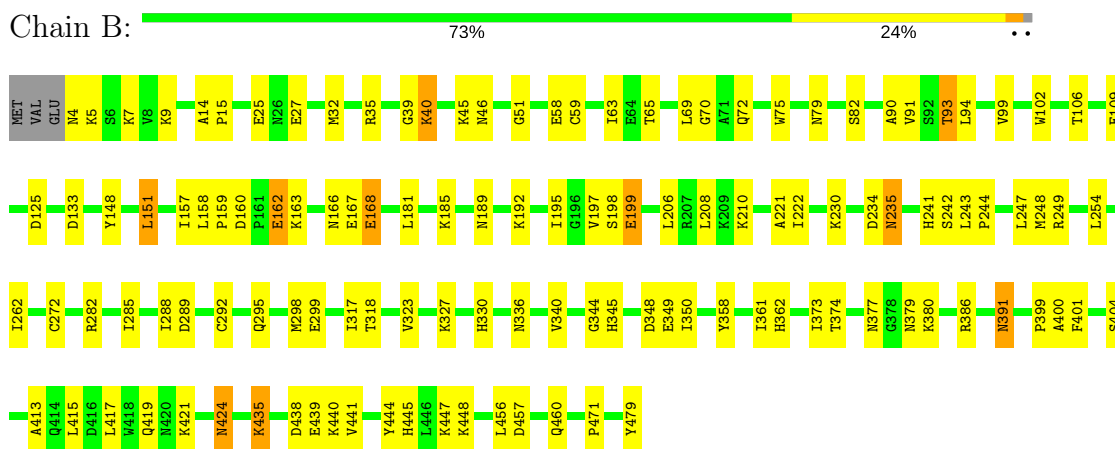 Chain B:
73% 24% • •
MET VAL GLU N4 K5 S6 K7 V8 K9 A14 P15 E25 N26 E27 M32 R35 G39 K40 K45 N46 G51 E58 C59 I63 E64 T65 L69 G70 A71 Q72 W75 N79 S82 A90 V91 S92 T93 L94 V99 W102 T106
D125 D133 Y148 L151 I157 L158 P159 D160 P161 E162 K163 N166 E167 E168 L181 K185 N189 K192 I195 G196 V197 S198 E199 L206 R207 L208 K209 K210 A221 I222 K230 D234 N235 H241 S242 L243 P244 L247 M248 R249 L254
I262 C272 R282 I285 I288 D289 C292 Q295 M298 E299 I317 T318 V323 K327 H330 N336 V340 G344 H345 D348 E349 I350 Y358 I361 H362 I373 T374 N377 G378 N379 K380 R386 N391 P399 A400 F401 S404
A413 Q414 L415 D416 L417 W418 Q419 N420 K421 N424 K435 D438 E439 K440 V441 Y444 H445 L446 K447 K448 L456 D457 Q460 P471 Y479